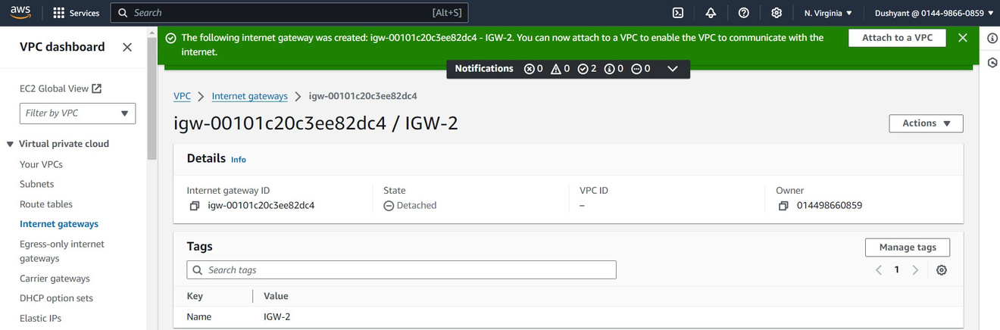 aws
Services
Search
[Alt+S]
N. Virginia
Dushyant @ 0144-9866-0859
VPC dashboard
EC2 Global View
Filter by VPC
Virtual private cloud
Your VPCs
Subnets
Route tables
Internet gateways
Egress-only internet
gateways
Carrier gateways
DHCP option sets
Elastic IPs
The following internet gateway was created: igw-00101c20c3ee82dc4 - IGW-2. You can now attach to a VPC to enable the VPC to communicate with the
internet.
Attach to a VPC
Notifications 0 0 2 0 0
VPC > Internet gateways > igw-00101c20c3ee82dc4
igw-00101c20c3ee82dc4 / IGW-2
Actions
Details Info
Internet gateway ID
igw-00101c20c3ee82dc4
State
Detached
VPC ID
–
Owner
014498660859
Tags
Manage tags
Search tags
1
Key Value
Name IGW-2